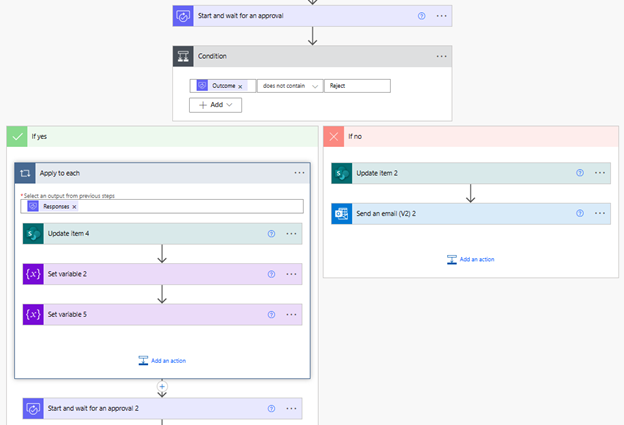 Start and wait for an approval
Condition
Outcome x does not contain Reject
+ Add
If yes
If no
Apply to each
*Select an output from previous steps
Responses x
Update Item 4
{x} Set variable 2
{x} Set variable 5
Add an action
+
Start and wait for an approval 2
Update Item 2
Send an email (V2) 2
Add an action